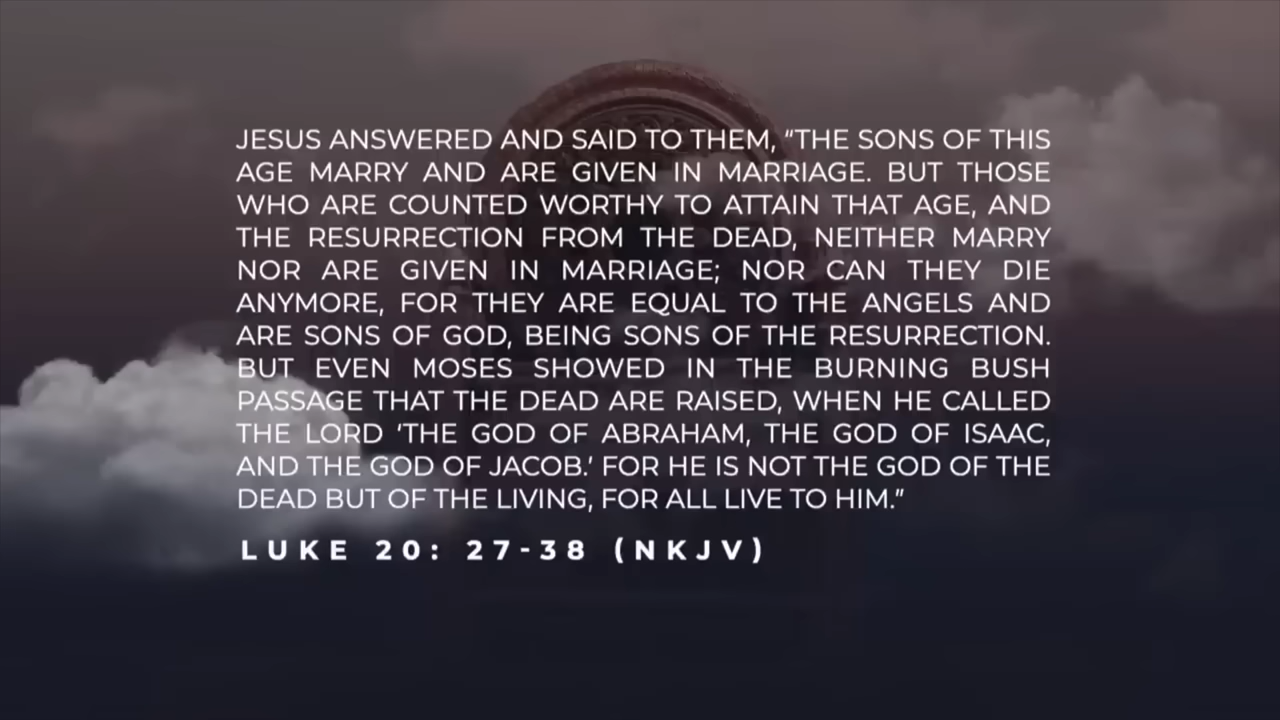 JESUS ANSWERED AND SAID TO THEM, “THE SONS OF THIS
AGE MARRY AND ARE GIVEN IN MARRIAGE. BUT THOSE
WHO ARE COUNTED WORTHY TO ATTAIN THAT AGE, AND
THE RESURRECTION FROM THE DEAD, NEITHER MARRY
NOR ARE GIVEN IN MARRIAGE; NOR CAN THEY DIE
ANYMORE, FOR THEY ARE EQUAL TO THE ANGELS AND
ARE SONS OF GOD, BEING SONS OF THE RESURRECTION.
BUT EVEN MOSES SHOWED IN THE BURNING BUSH
PASSAGE THAT THE DEAD ARE RAISED, WHEN HE CALLED
THE LORD ‘THE GOD OF ABRAHAM, THE GOD OF ISAAC,
AND THE GOD OF JACOB.’ FOR HE IS NOT THE GOD OF THE
DEAD BUT OF THE LIVING, FOR ALL LIVE TO HIM.”
LUKE 20: 27-38 (NKJV)